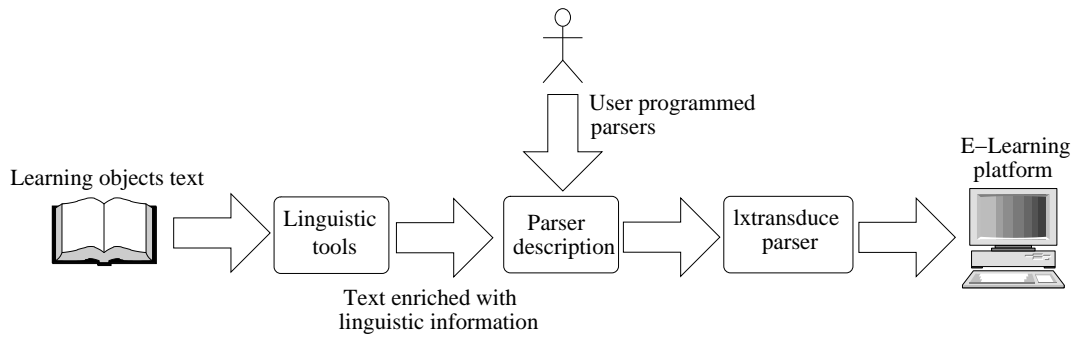 User programmed
parsers
E−Learning
platform
Learning objects text
Linguistic
tools
Parser
description
lxtransduce
parser
Text enriched with
linguistic information